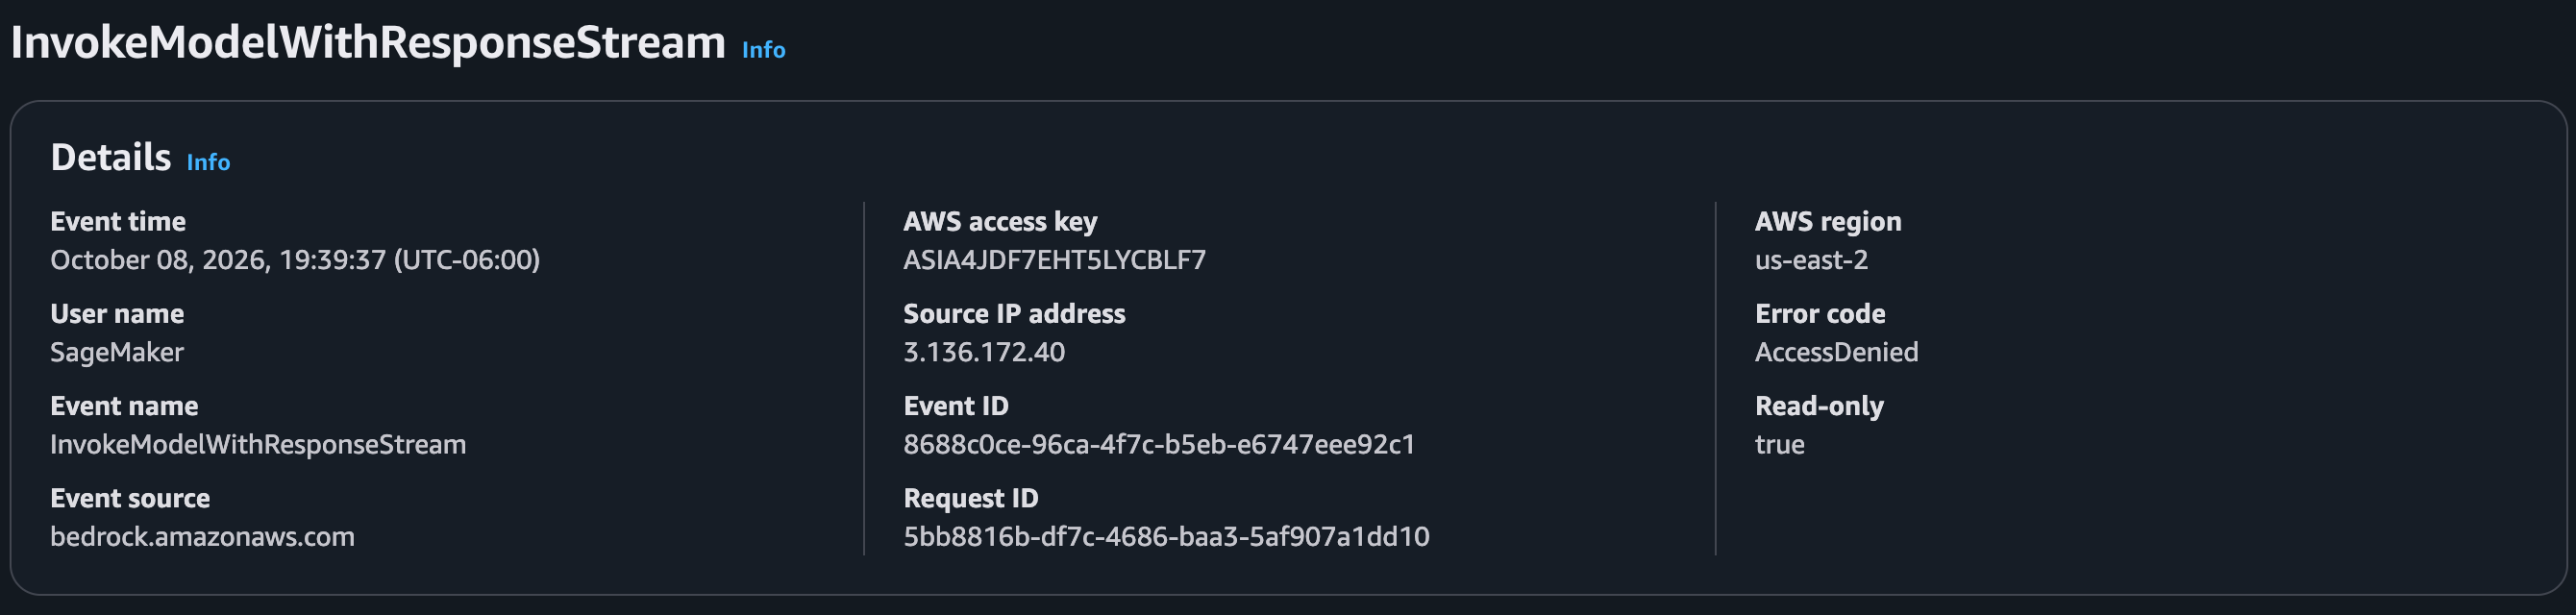 InvokeModelWithResponseStream Info
Details Info
Event time
October 08, 2026, 19:39:37 (UTC-06:00)
User name
SageMaker
Event name
InvokeModelWithResponseStream
Event source
bedrock.amazonaws.com
AWS access key
ASIA4JDF7EHT5LYCBLF7
Source IP address
3.136.172.40
Event ID
8688c0ce-96ca-4f7c-b5eb-e6747eee92c1
Request ID
5bb8816b-df7c-4686-baa3-5af907a1dd10
AWS region
us-east-2
Error code
AccessDenied
Read-only
true